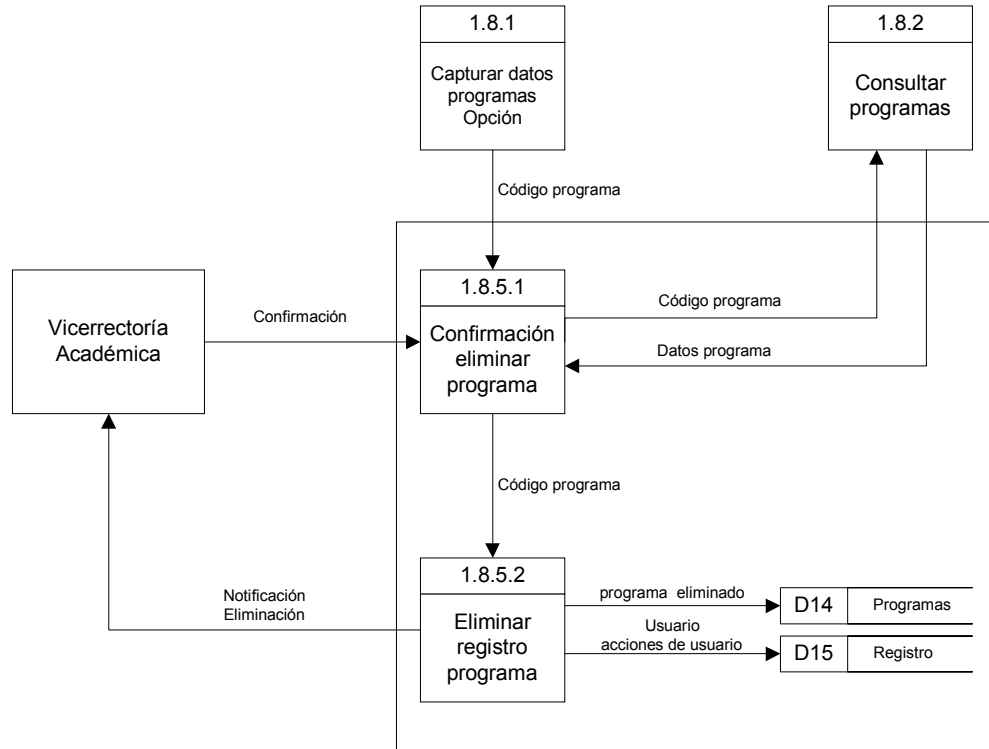 1.8.1
Capturar datos
programas
Opción
1.8.2
Consultar
programas
Código programa
Vicerrectoría
Académica
Confirmación
1.8.5.1
Confirmación
eliminar
programa
Código programa
Datos programa
Código programa
1.8.5.2
Eliminar
registro
programa
Notificación
Eliminación
programa eliminado
D14
Programas
Usuario
acciones de usuario
D15
Registro